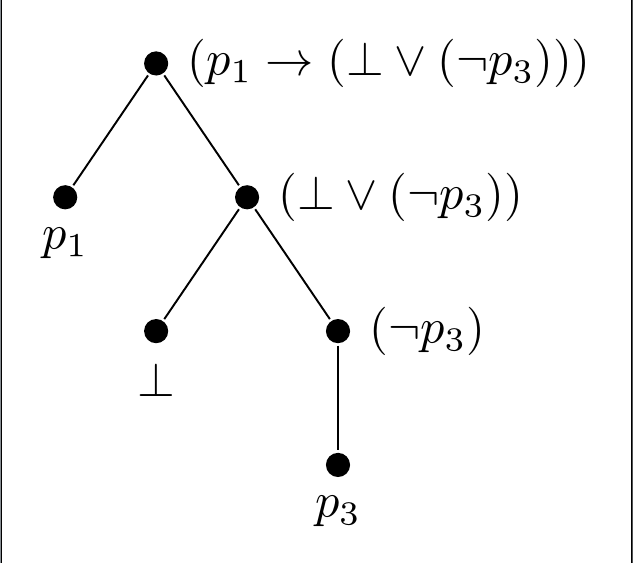 (p₁ → (⊥ ∨ (¬p₃)))
(⊥ ∨ (¬p₃))
p₁
(¬p₃)
⊥
p₃